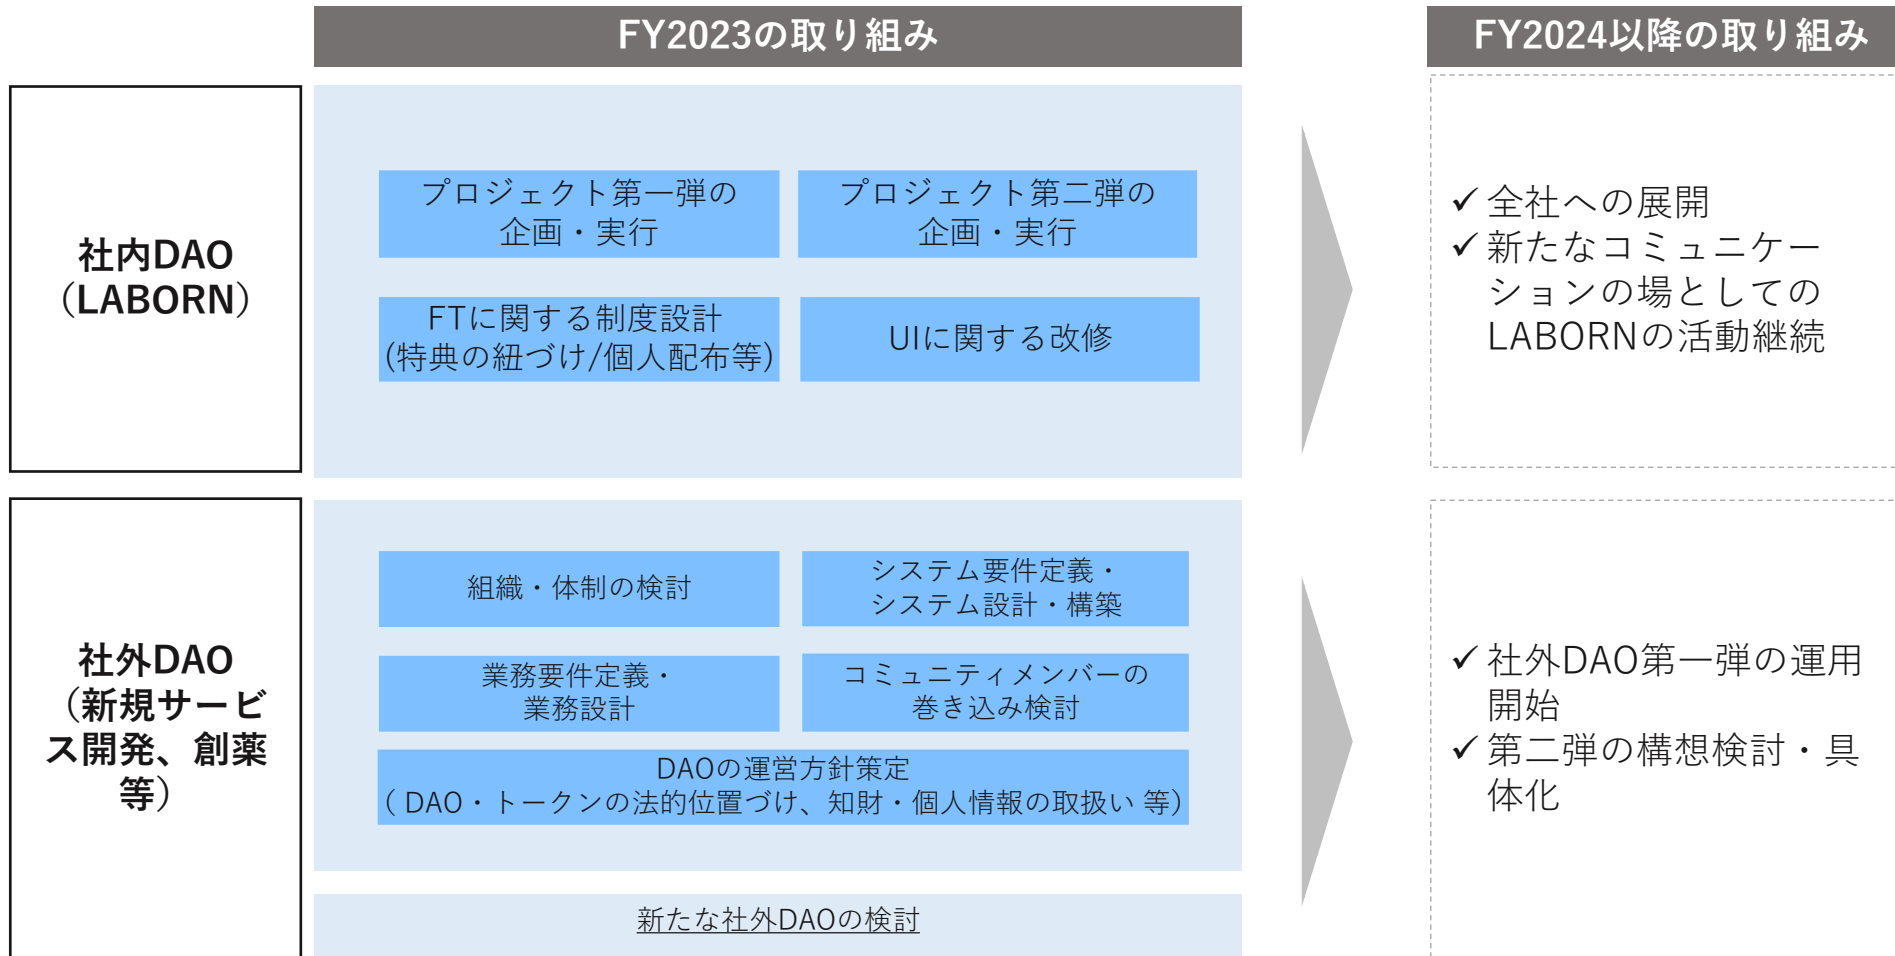 FY2023の取り組み
FY2024以降の取り組み
社内DAO
（LABORN）
プロジェクト第一弾の
企画・実行
プロジェクト第二弾の
企画・実行
FTに関する制度設計
(特典の紐づけ/個人配布等)
UIに関する改修
✓ 全社への展開
✓ 新たなコミュニケー
ションの場としての
LABORNの活動継続
社外DAO
（新規サービ
ス開発、創薬
等）
組織・体制の検討
システム要件定義・
システム設計・構築
業務要件定義・
業務設計
コミュニティメンバーの
巻き込み検討
DAOの運営方針策定
（ DAO・トークンの法的位置づけ、知財・個人情報の取扱い 等）
新たな社外DAOの検討
✓ 社外DAO第一弾の運用
開始
✓ 第二弾の構想検討・具
体化